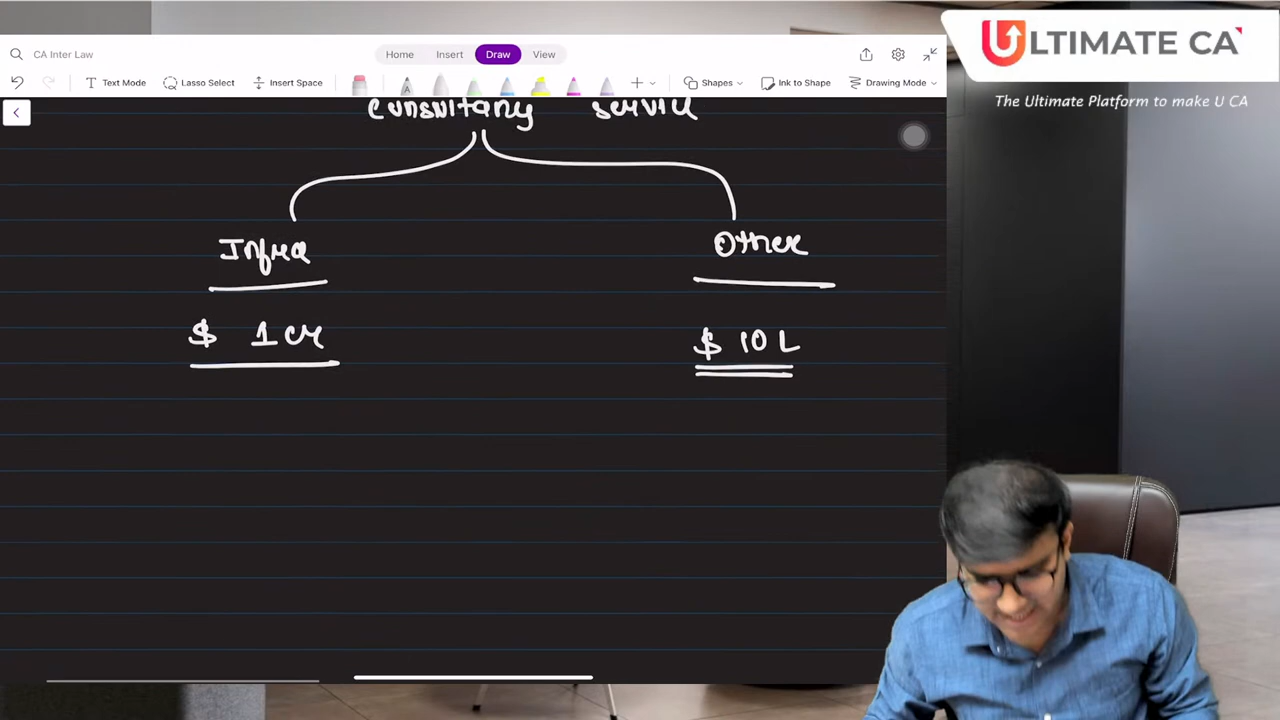 CA Inter Law
Home Insert Draw View
Text Mode Lasso Select Insert Space Shapes Ink to Shape Drawing Mode
ULTIMATE CA
The Ultimate Platform to make U CA
Consultany service
Infra Other
$ 1 cr $ 10 L